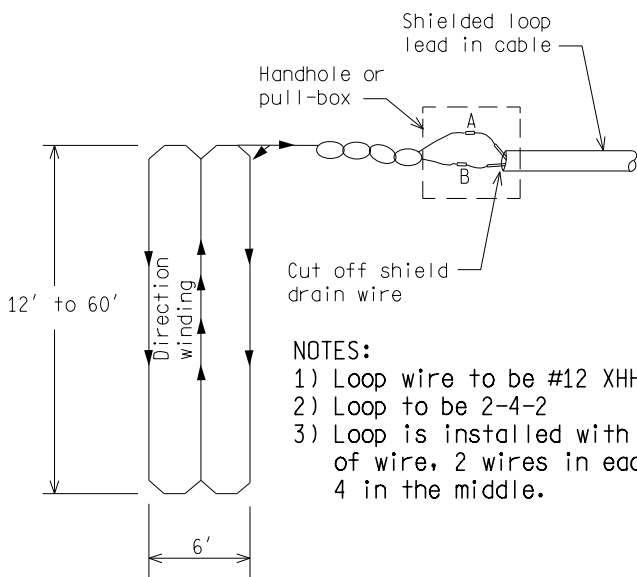 Shielded loop
lead in cable
Handhole or
pull-box
A
B
Cut off shield
drain wire
12' to 60'
Direction
winding
6'
NOTES:
1) Loop wire to be #12
2) Loop to be 2-4-2
3) Loop is installed with
of wire, 2 wires in
4 in the middle.